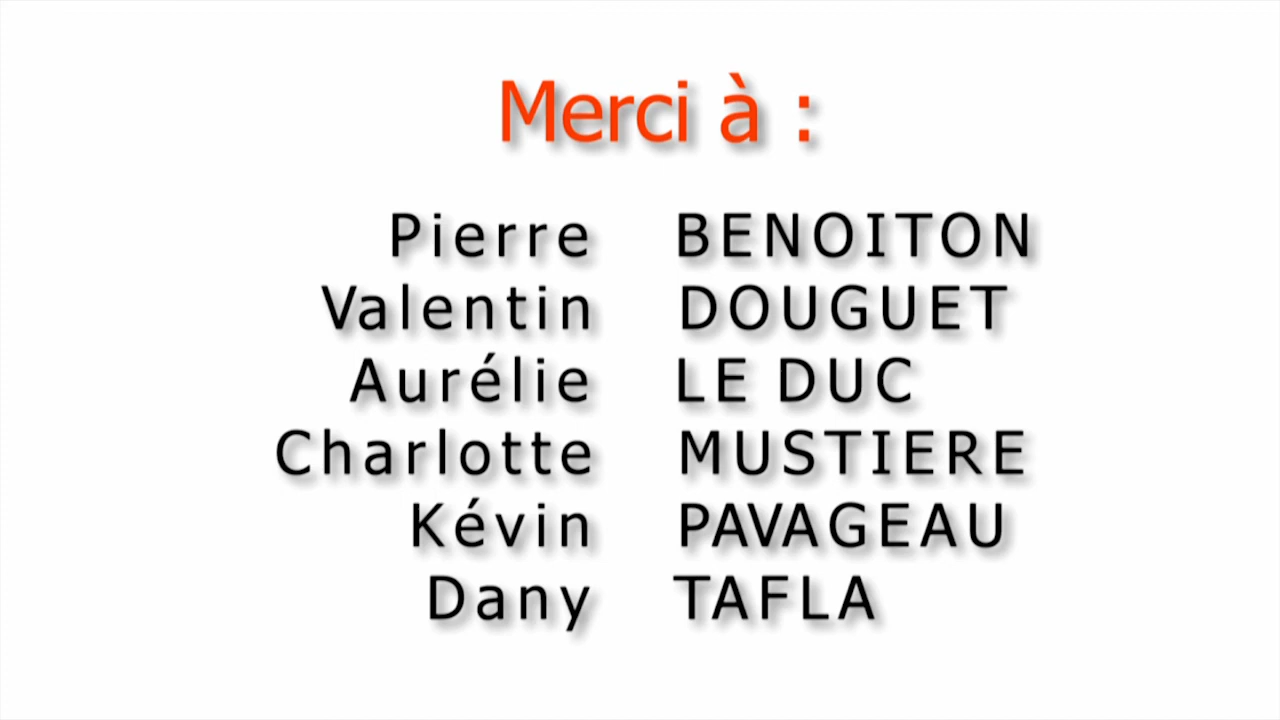 Merci à :
Pierre BENOITON
Valentin DOUGUET
Aurélie LE DUC
Charlotte MUSTIERE
Kévin PAVAGEAU
Dany TAFLA